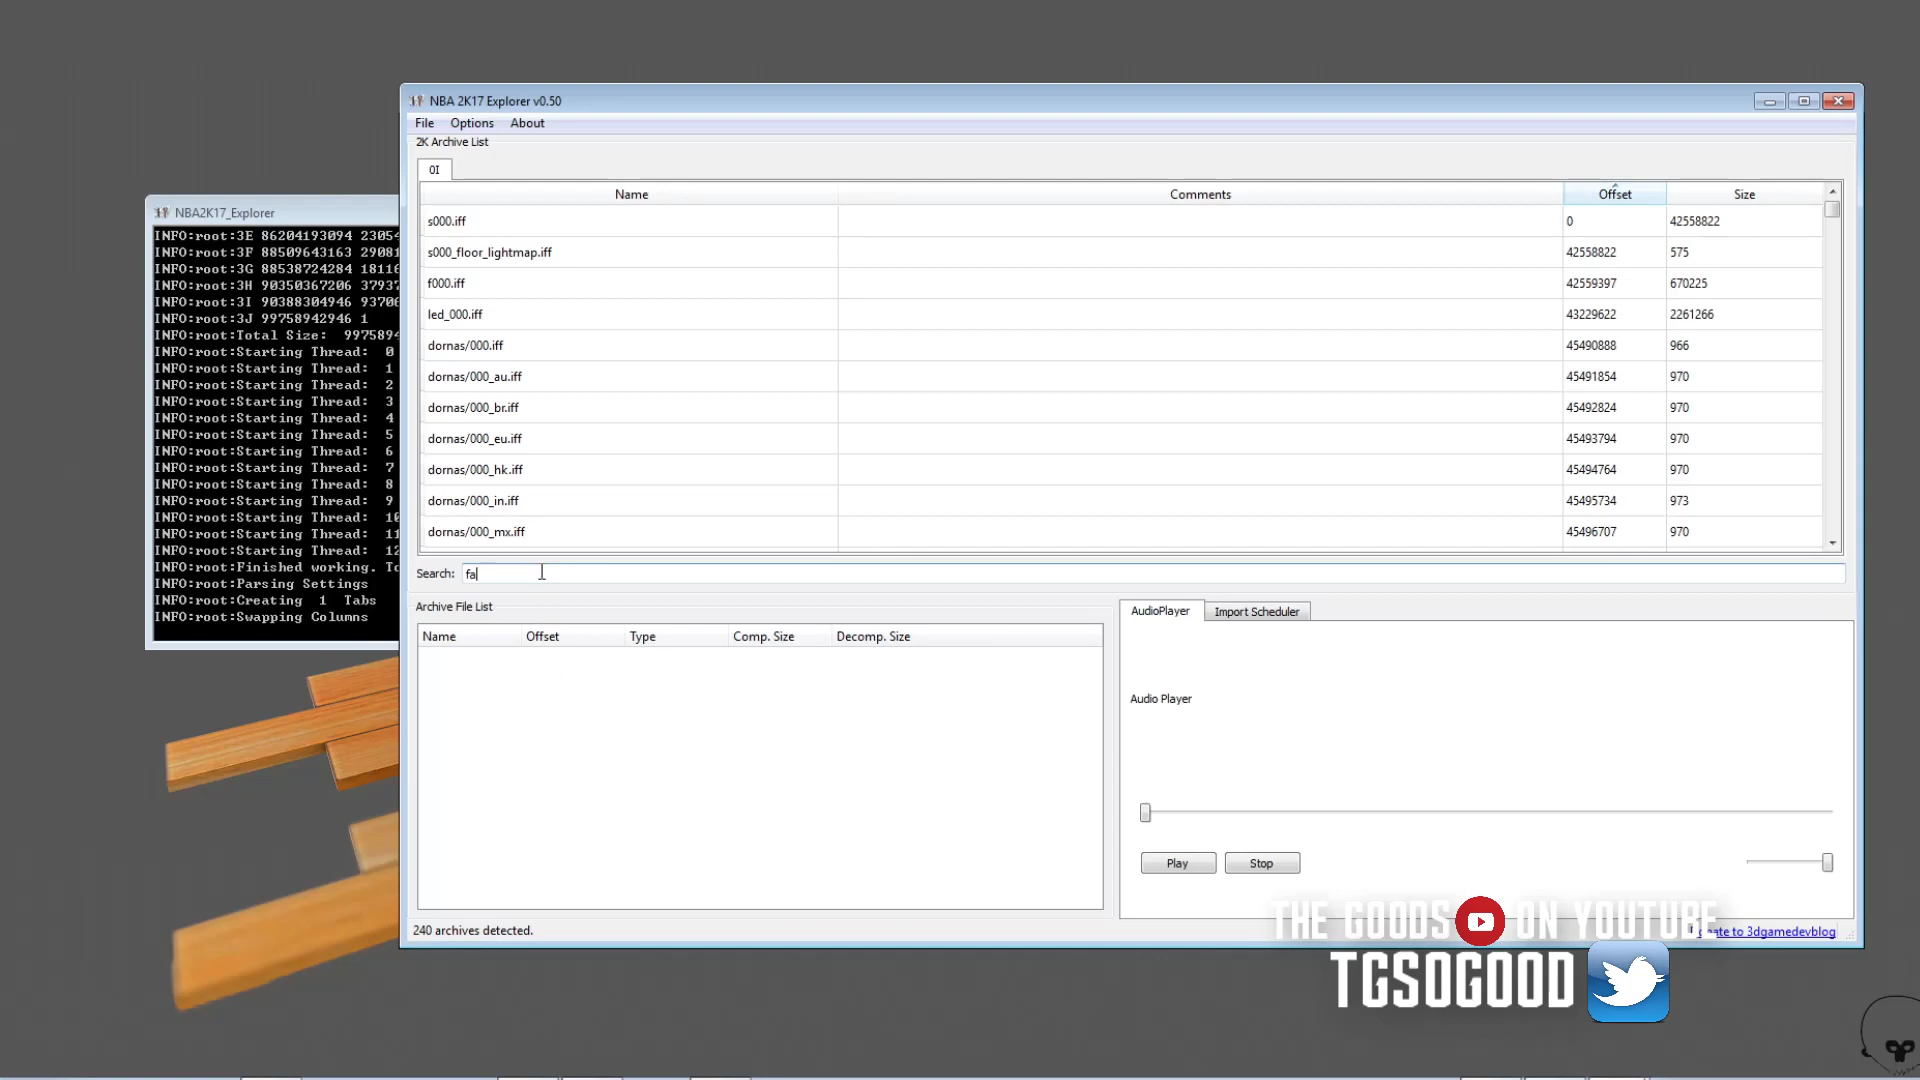 NBA 2K17 Explorer v0.50
File Options About
2K Archive List
0I
Name Comments Offset Size
s000.iff 0 42558822
s000_floor_lightmap.iff 42558822 575
f000.iff 42559397 670225
led_000.iff 43229622 2261266
dornas/000.iff 45490888 966
dornas/000_au.iff 45491854 970
dornas/000_br.iff 45492824 970
dornas/000_eu.iff 45493794 970
dornas/000_hk.iff 45494764 970
dornas/000_in.iff 45495734 973
dornas/000_mx.iff 45496707 970
Search: fa
Archive File List
Name Offset Type Comp. Size Decomp. Size
AudioPlayer Import Scheduler
Audio Player
Play Stop
240 archives detected.
to 3dgamedevblog
NBA2K17_Explorer
INFO:root:3E 86204193094 23054
INFO:root:3F 88509643163 29081
INFO:root:3G 88538724284 18116
INFO:root:3H 90350367206 37937
INFO:root:3I 90388304946 93706
INFO:root:3J 99758942946 1
INFO:root:Total Size: 9975894
INFO:root:Starting Thread: 0
INFO:root:Starting Thread: 1
INFO:root:Starting Thread: 2
INFO:root:Starting Thread: 3
INFO:root:Starting Thread: 4
INFO:root:Starting Thread: 5
INFO:root:Starting Thread: 6
INFO:root:Starting Thread: 7
INFO:root:Starting Thread: 8
INFO:root:Starting Thread: 9
INFO:root:Starting Thread: 10
INFO:root:Starting Thread: 11
INFO:root:Starting Thread: 12
INFO:root:Finished working. To
INFO:root:Parsing Settings
INFO:root:Creating 1 Tabs
INFO:root:Swapping Columns
THE GOODS ON YOUTUBE
TGSOGOOD